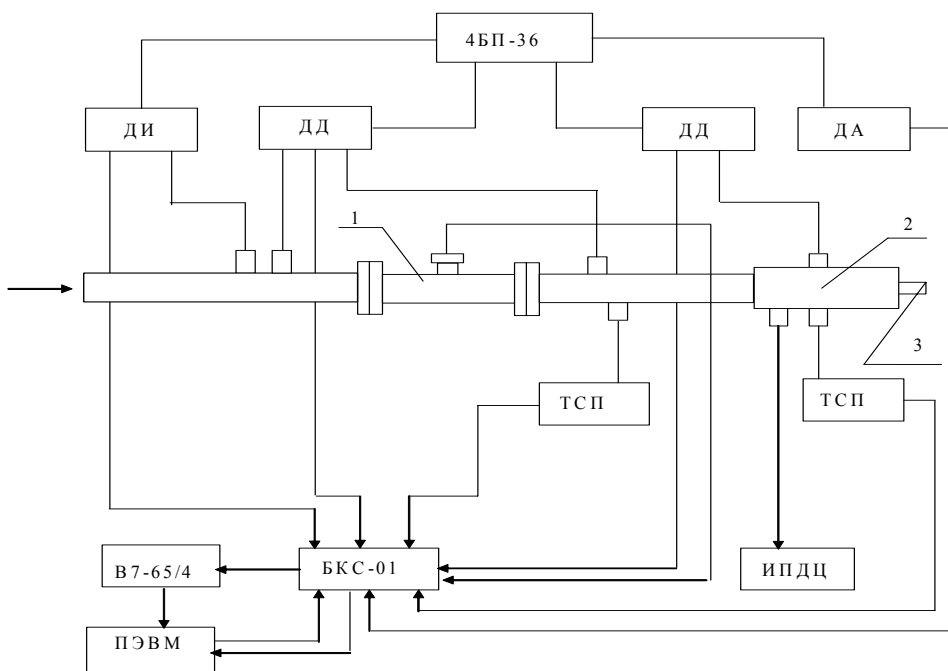 4БП-36
ДИ
ДД
ДД
ДА
1
2
3
ТСП
ТСП
БКС-01
В7-65/4
ИПДЦ
ПЭВМ